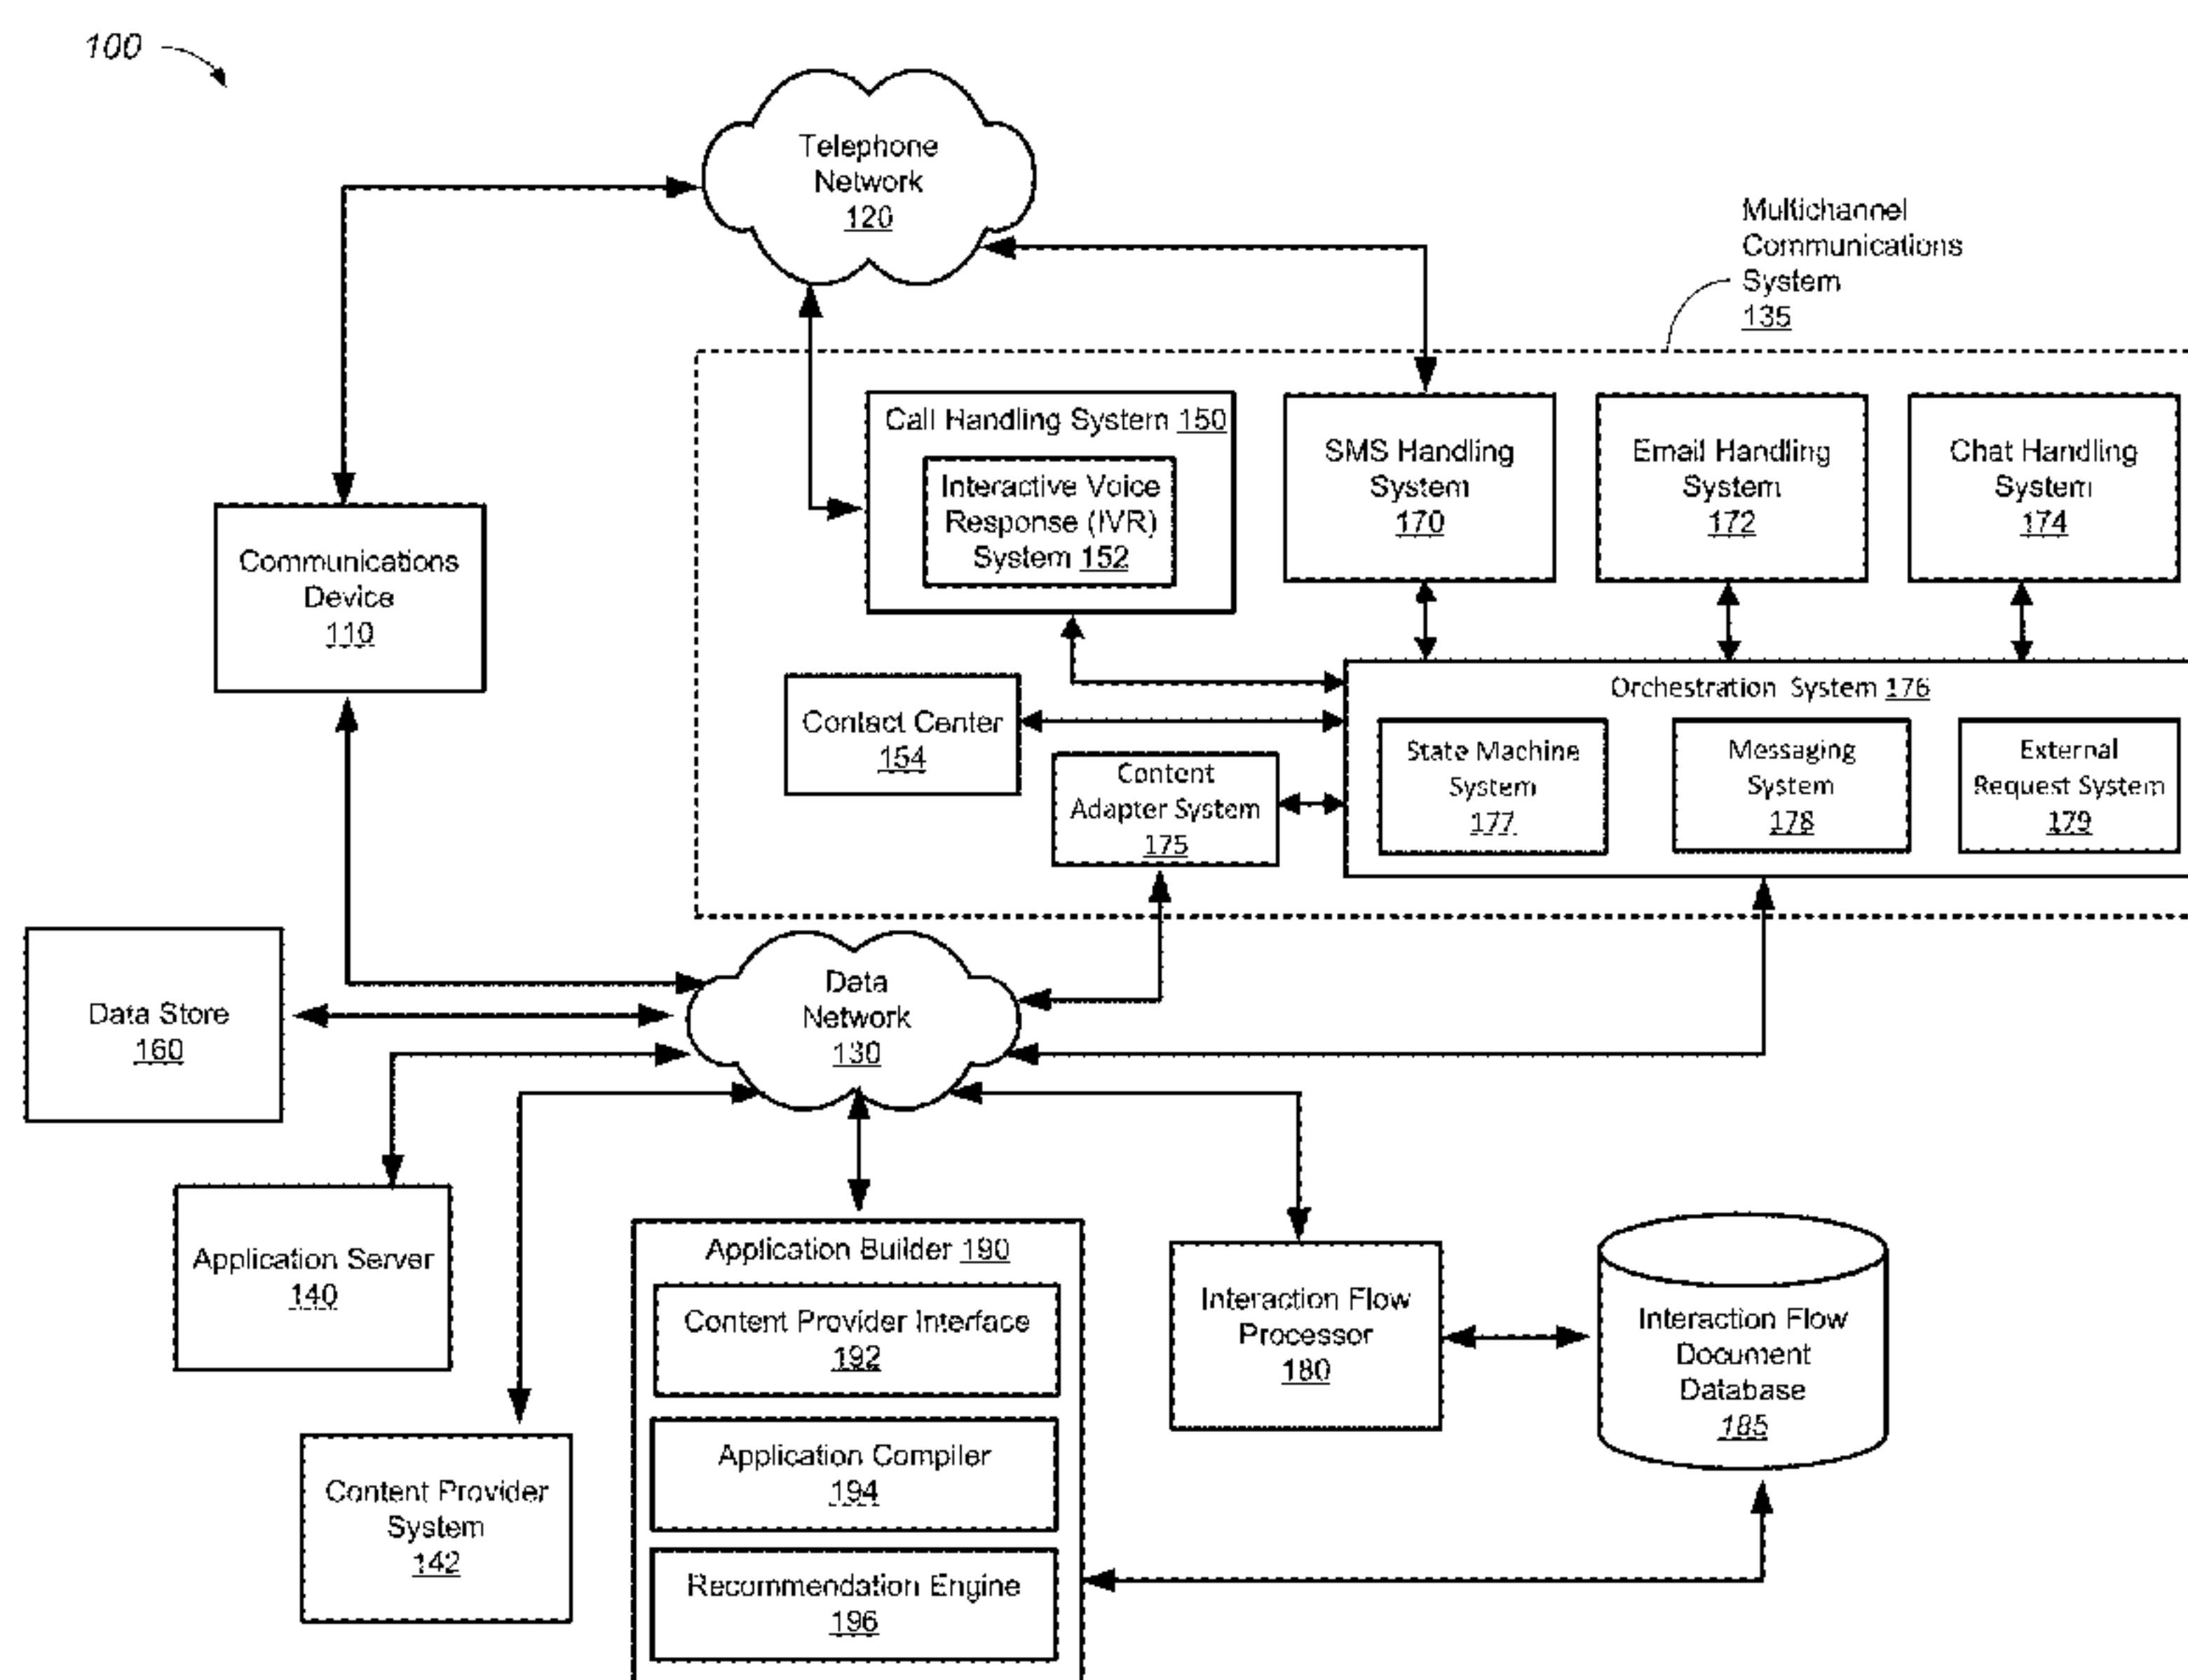 100
Telephone
Network
120
Multichannel
Communications
System
135
Call Handling System 150
Interactive Voice
Response (IVR)
System 152
SMS Handling
System
170
Email Handling
System
172
Chat Handling
System
174
Communications
Device
110
Contact Center
154
Content
Adapter System
175
Orchestration System 176
State Machine
System
177
Messaging
System
178
External
Request System
179
Data Store
160
Data
Network
130
Application Server
140
Content Provider
System
142
Application Builder 190
Content Provider Interface
192
Application Compiler
194
Recommendation Engine
196
Interaction Flow
Processor
180
Interaction Flow
Document
Database
185